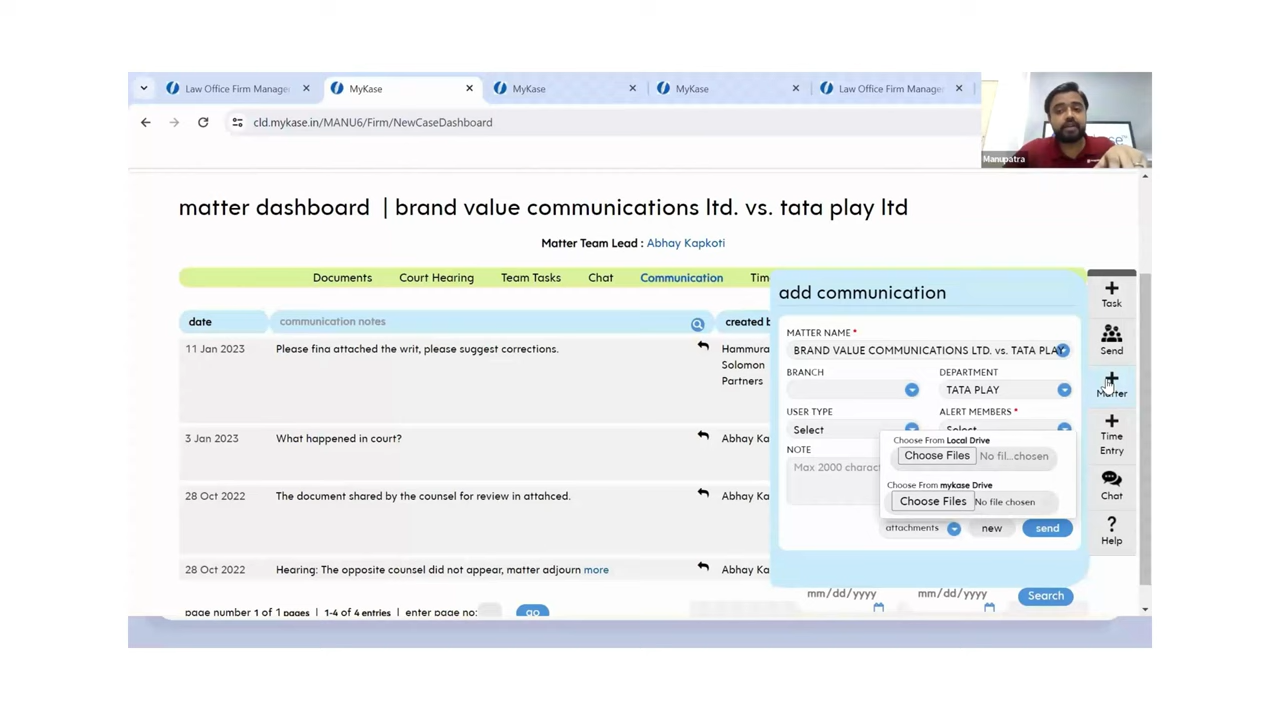 Law Office Firm Manage
MyKase
MyKase
MyKase
Law Office Firm Manage
cld.mykase.in/MANU6/Firm/NewCaseDashboard
Manupatra
matter dashboard | brand value communications ltd. vs. tata play ltd
Matter Team Lead : Abhay Kapkoti
Documents Court Hearing Team Tasks Chat Communication Tim
date communication notes created b
11 Jan 2023 Please fina attached the writ, please suggest corrections. Hammura
Solomon
Partners
3 Jan 2023 What happened in court? Abhay Ka
28 Oct 2022 The document shared by the counsel for review in attahced. Abhay Ka
28 Oct 2022 Hearing: The opposite counsel did not appear, matter adjourn more Abhay Ka
page number 1 of 1 pages | 1-4 of 4 entries | enter page no: go
add communication
MATTER NAME *
BRAND VALUE COMMUNICATIONS LTD. vs. TATA PLAY
BRANCH DEPARTMENT
TATA PLAY
USER TYPE ALERT MEMBERS *
Select Select
NOTE
Max 2000 charact
Choose From Local Drive
Choose Files No fil...chosen
Choose From mykase Drive
Choose Files No file chosen
attachments new send
mm/dd/yyyy mm/dd/yyyy Search
Task
Send
Matter
Time
Entry
Chat
Help